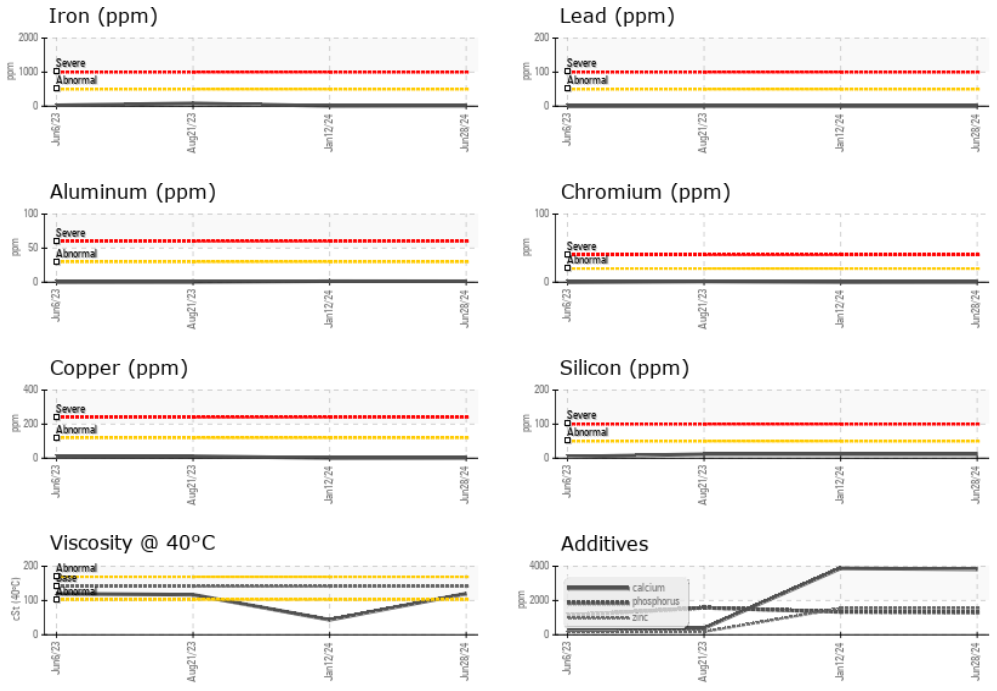 Iron (ppm)
2000
1000
0
ppm
Severe
Abnormal
Jun6/23
Aug21/23
Jan12/24
Jun28/24
Lead (ppm)
200
100
0
ppm
Severe
Abnormal
Jun6/23
Aug21/23
Jan12/24
Jun28/24
Aluminum (ppm)
100
50
0
ppm
Severe
Abnormal
Jun6/23
Aug21/23
Jan12/24
Jun28/24
Chromium (ppm)
100
50
0
ppm
Severe
Abnormal
Jun6/23
Aug21/23
Jan12/24
Jun28/24
Copper (ppm)
400
200
0
ppm
Severe
Abnormal
Jun6/23
Aug21/23
Jan12/24
Jun28/24
Silicon (ppm)
200
100
0
ppm
Severe
Abnormal
Jun6/23
Aug21/23
Jan12/24
Jun28/24
Viscosity @ 40°C
200
100
0
cSt (40°C)
Abnormal
Base
Abnormal
Jun6/23
Aug21/23
Jan12/24
Jun28/24
Additives
4000
2000
0
ppm
calcium
phosphorus
zinc
Jun6/23
Aug21/23
Jan12/24
Jun28/24